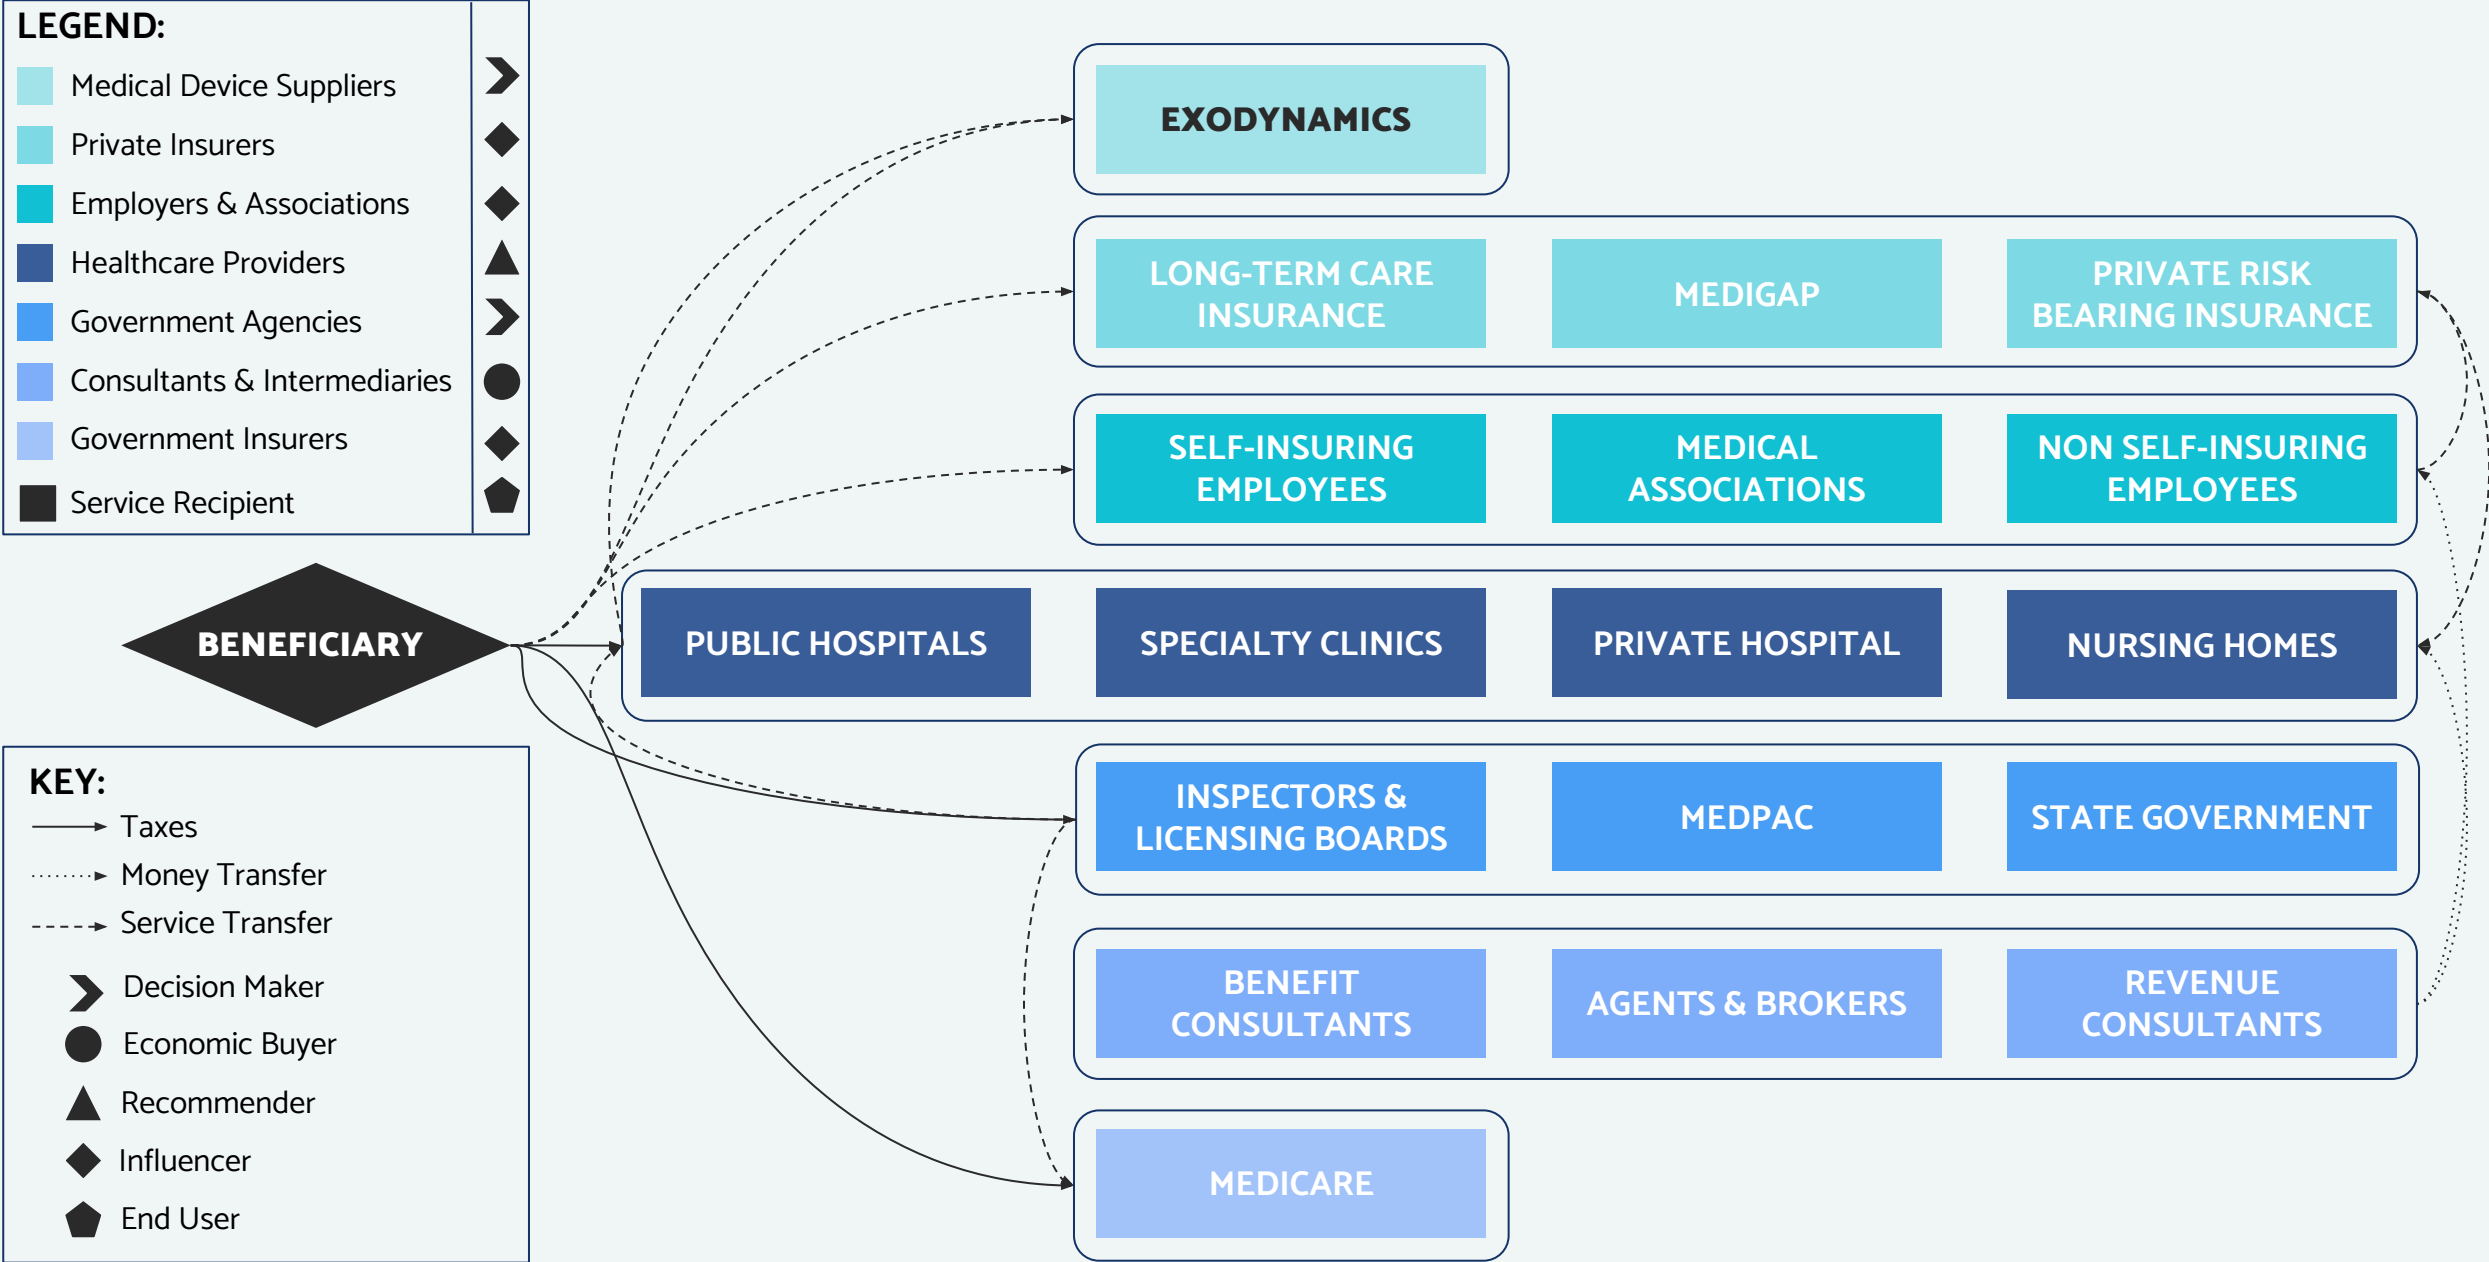 LEGEND:
Medical Device Suppliers
Private Insurers
Employers & Associations
Healthcare Providers
Government Agencies
Consultants & Intermediaries
Government Insurers
Service Recipient
EXODYNAMICS
LONG-TERM CARE
INSURANCE
MEDIGAP
PRIVATE RISK
BEARING INSURANCE
SELF-INSURING
EMPLOYEES
MEDICAL
ASSOCIATIONS
NON SELF-INSURING
EMPLOYEES
BENEFICIARY
PUBLIC HOSPITALS
SPECIALTY CLINICS
PRIVATE HOSPITAL
NURSING HOMES
INSPECTORS &
LICENSING BOARDS
MEDPAC
STATE GOVERNMENT
BENEFIT
CONSULTANTS
AGENTS & BROKERS
REVENUE
CONSULTANTS
MEDICARE
KEY:
Taxes
Money Transfer
Service Transfer
Decision Maker
Economic Buyer
Recommender
Influencer
End User